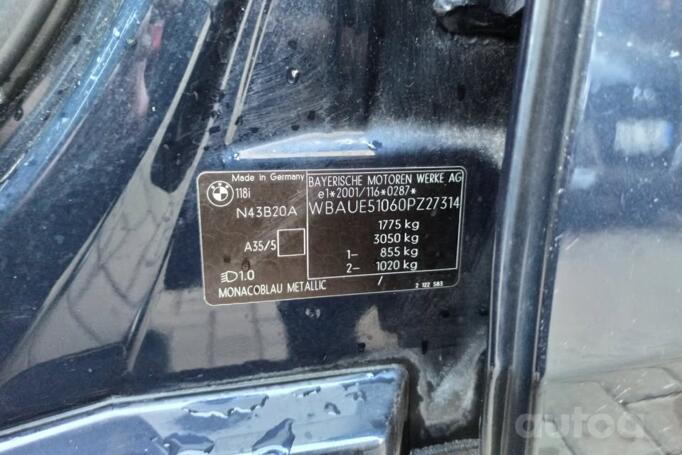 Made in Germany
118i
N43B20A
A35/5
1.0
MONACOBLAU METALLIC
BAYERISCHE MOTOREN WERKE AG
e1*2001/116*0287*
WBAUE51060PZ27314
1775 kg
3050 kg
1- 855 kg
2- 1020 kg
/
2 122 583
autoa